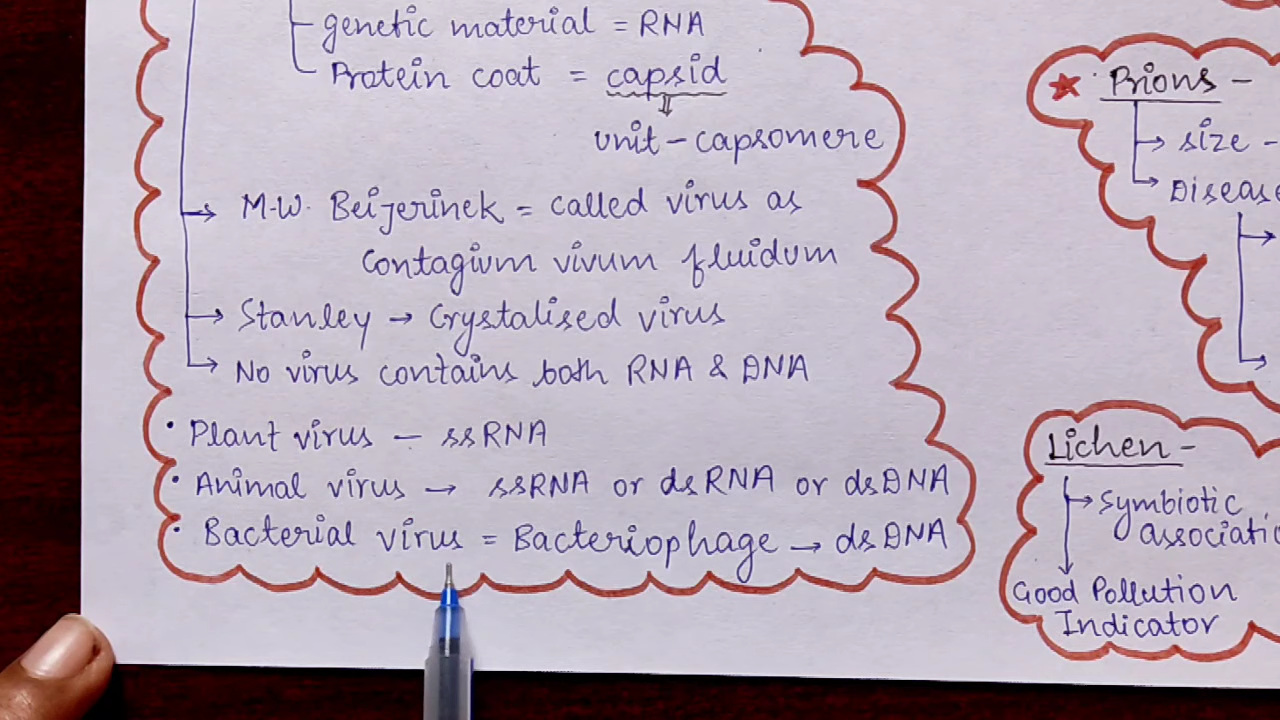 genetic material = RNA
Protein coat = capsid
⇓
unit - capsomere
→ M.W. Beijerinek = called virus as
contagium vivum fluidum
→ Stanley → Crystalised virus
→ No virus contains both RNA & DNA
• Plant virus — ssRNA
• Animal virus → ssRNA or dsRNA or dsDNA
• Bacterial virus = Bacteriophage → dsDNA
★ Prions -
→ size -
→ Disease
Lichen -
→ Symbiotic
Good Pollution
Indicator